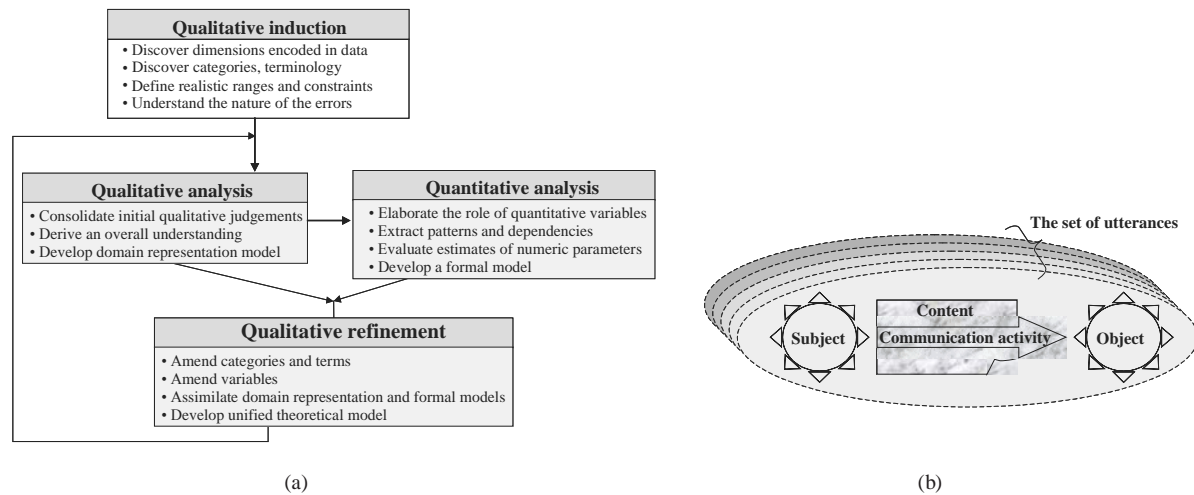 Qualitative induction
• Discover dimensions encoded in data
• Discover categories, terminology
• Define realistic ranges and constraints
• Understand the nature of the errors
Qualitative analysis
• Consolidate initial qualitative judgements
• Derive an overall understanding
• Develop domain representation model
Quantitative analysis
• Elaborate the role of quantitative variables
• Extract patterns and dependencies
• Evaluate estimates of numeric parameters
• Develop a formal model
Qualitative refinement
• Amend categories and terms
• Amend variables
• Assimilate domain representation and formal models
• Develop unified theoretical model
(a)
The set of utterances
Subject
Content
Communication activity
Object
(b)